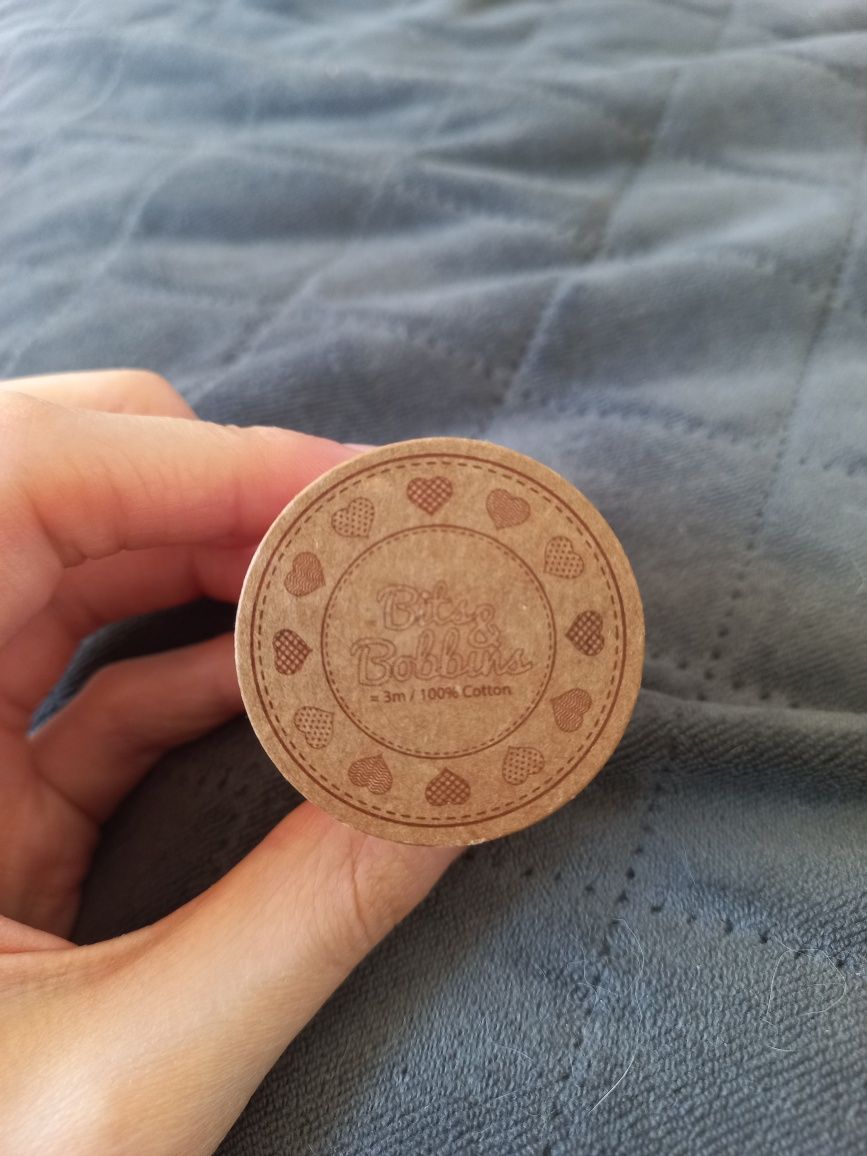 Bits
&
Bobbins
= 3m / 100% Cotton